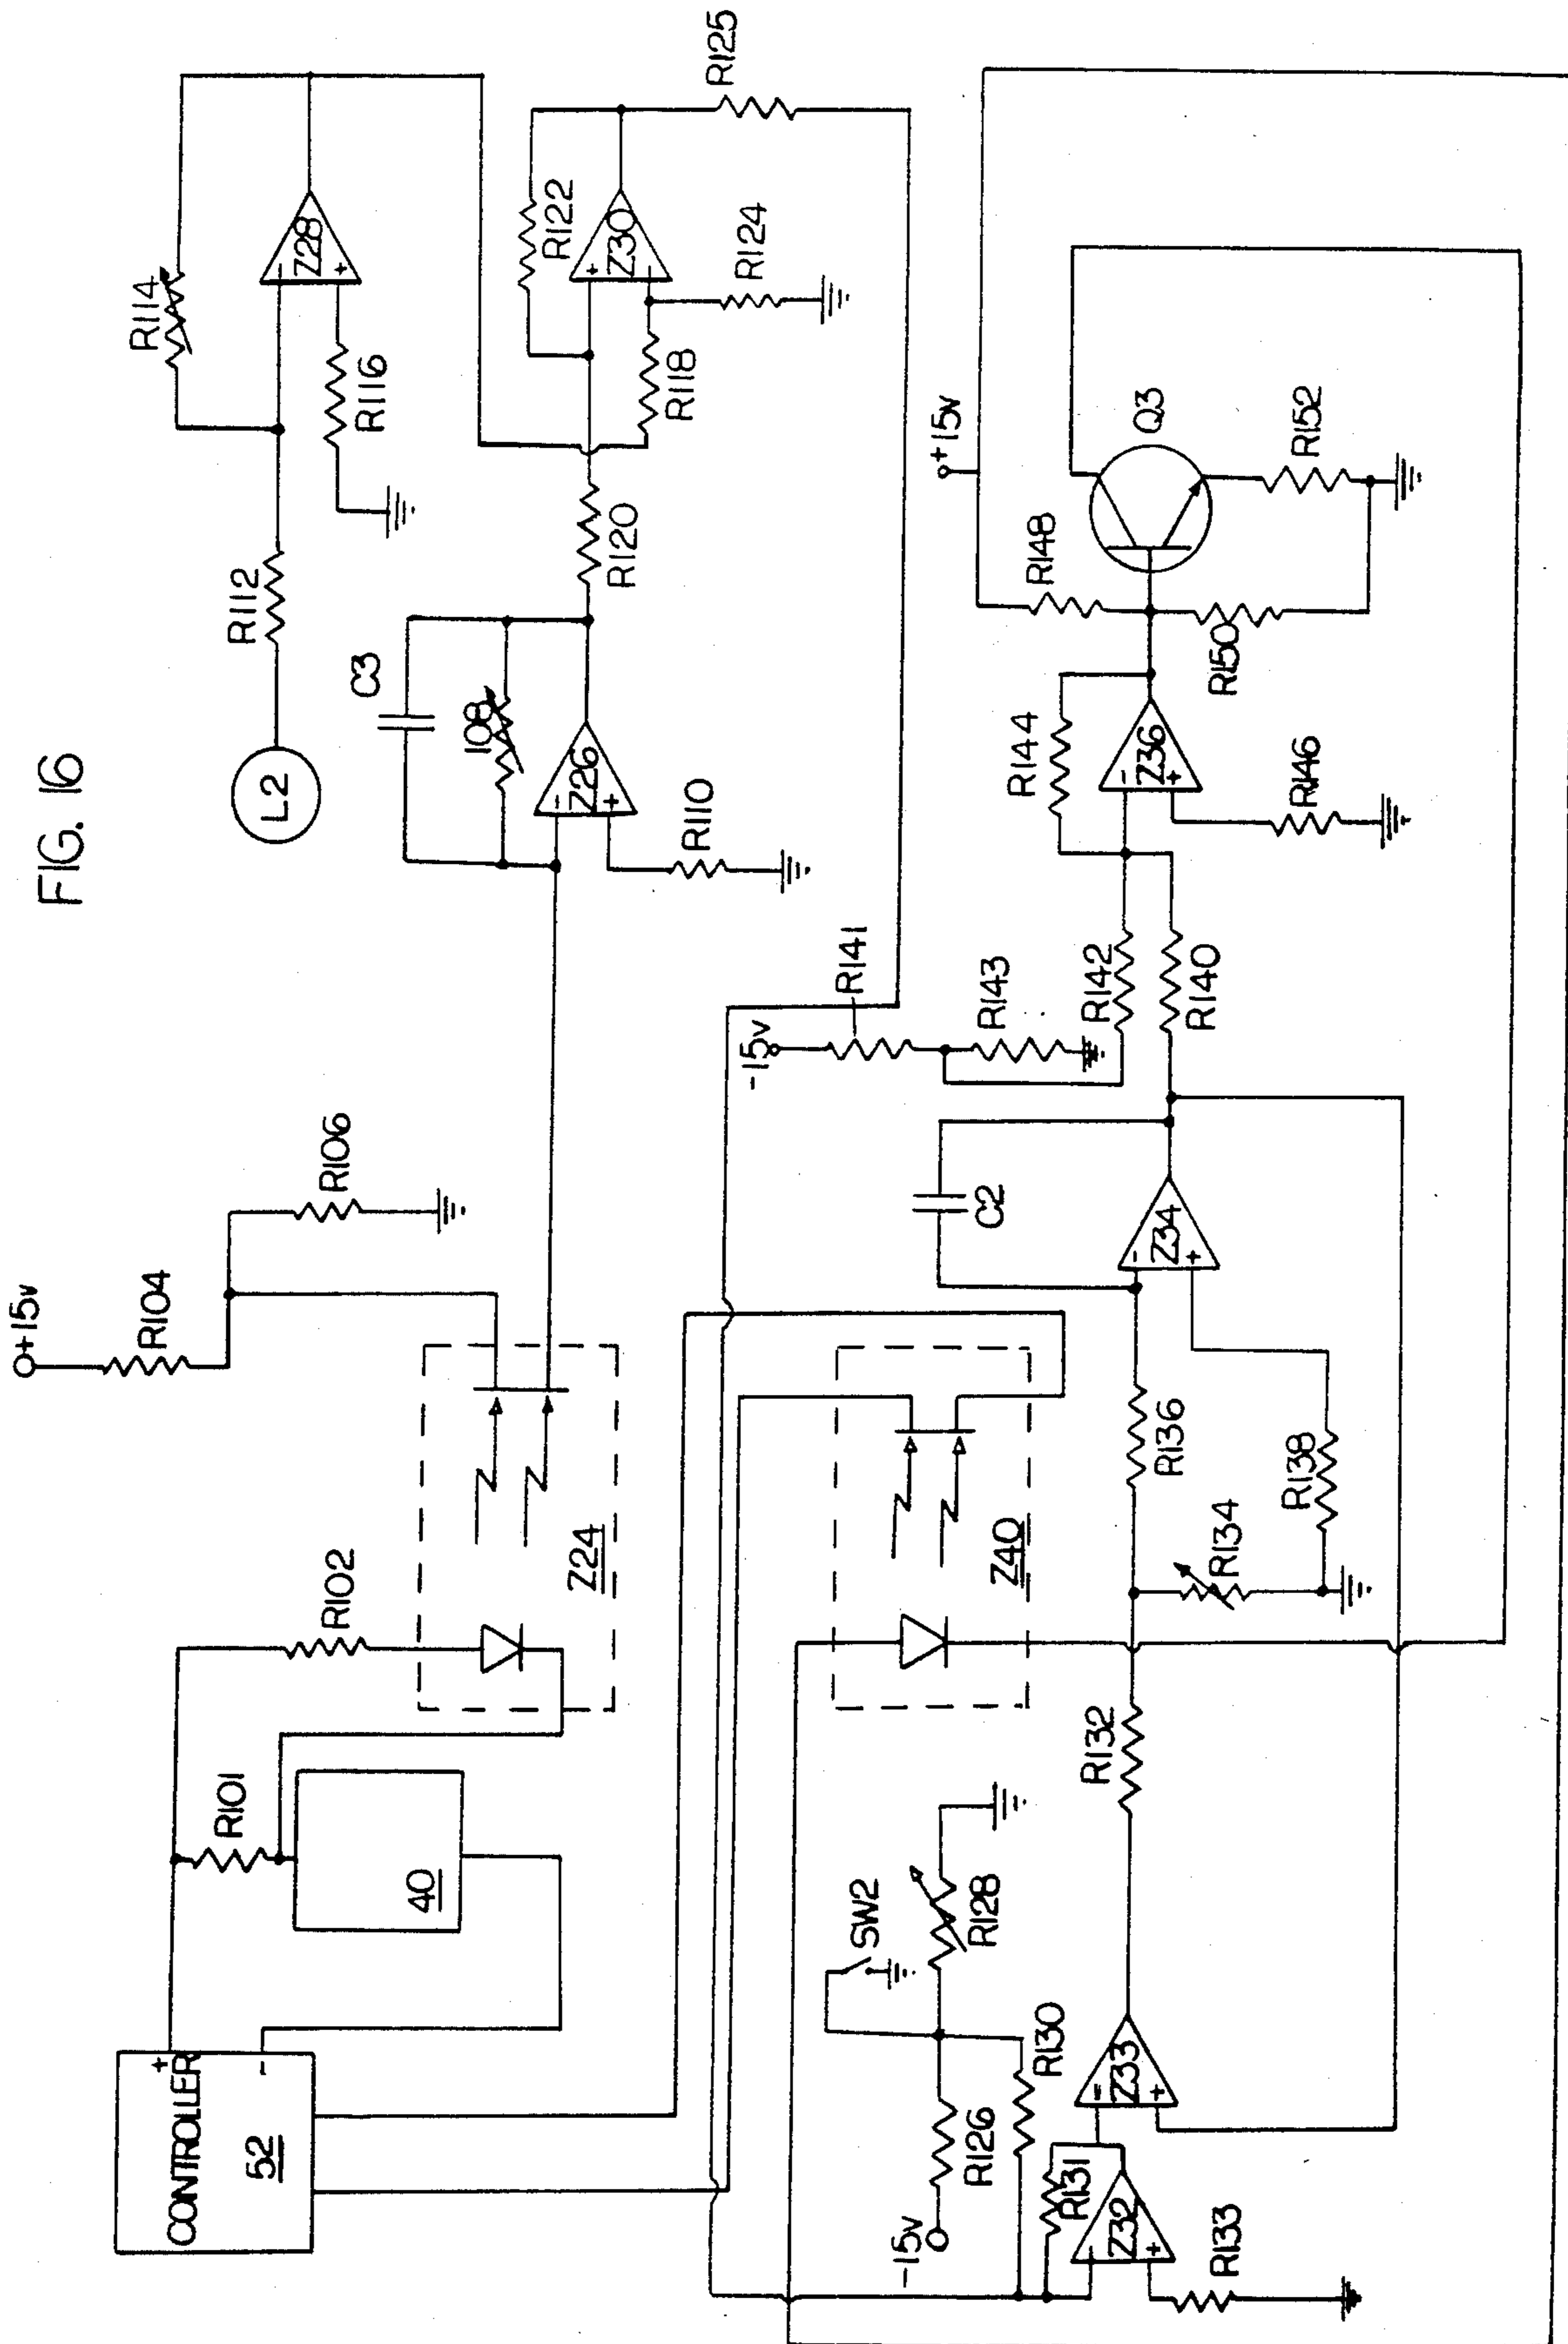 FIG. 16
+15v
R104
R106
R102
R101
CONTROLLER
52
+
-
40
Z24
L2
R112
R114
R116
Z28
-
+
C3
108
Z26
-
+
R110
R120
R122
Z30
+
-
R118
R124
R125
-15v
R141
R143
R142
R140
C2
Z34
-
+
R136
R138
R134
Z40
R132
SW2
R128
R130
R126
-15v
R131
Z32
-
+
R133
Z33
-
+
R144
Z36
-
+
R146
+15v
R148
R150
Q3
R152